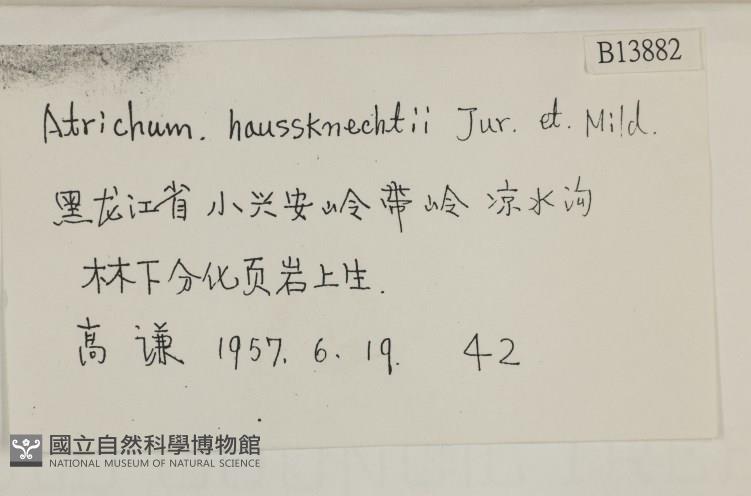 B13882
Atrichum. haussknechtii Jur. et. Mild.
黑龙江省 小兴安岭帶岭 凉水沟
林下分化页岩上生.
高 谦 1957. 6. 19. 42
國立自然科學博物館
NATIONAL MUSEUM OF NATURAL SCIENCE